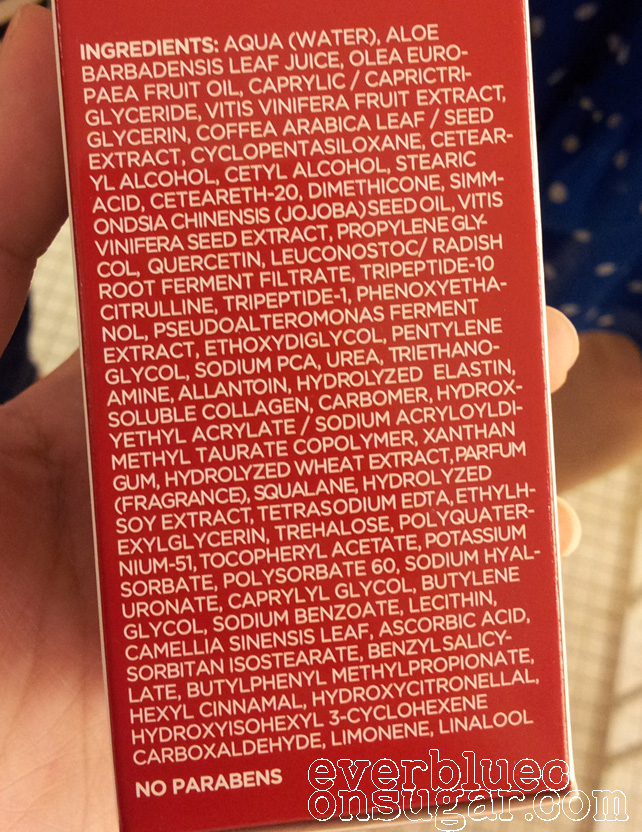 INGREDIENTS: AQUA (WATER), ALOE
BARBADENSIS LEAF JUICE, OLEA EURO-
PAEA FRUIT OIL, CAPRYLIC / CAPRICTRI-
GLYCERIDE, VITIS VINIFERA FRUIT EXTRACT,
GLYCERIN, COFFEA ARABICA LEAF / SEED
EXTRACT, CYCLOPENTASILOXANE, CETEAR-
YL ALCOHOL, CETYL ALCOHOL, STEARIC
ACID, CETEARETH-20, DIMETHICONE, SIMM-
ONDSIA CHINENSIS (JOJOBA) SEED OIL, VITIS
VINIFERA SEED EXTRACT, PROPYLENE GLY-
COL, QUERCETIN, LEUCONOSTOC/ RADISH
ROOT FERMENT FILTRATE, TRIPEPTIDE-10
CITRULLINE, TRIPEPTIDE-1, PHENOXYETHA-
NOL, PSEUDOALTEROMONAS FERMENT
EXTRACT, ETHOXYDIGLYCOL, PENTYLENE
GLYCOL, SODIUM PCA, UREA, TRIETHANO-
AMINE, ALLANTOIN, HYDROLYZED ELASTIN,
SOLUBLE COLLAGEN, CARBOMER, HYDROX-
YETHYL ACRYLATE / SODIUM ACRYLOYLDI-
METHYL TAURATE COPOLYMER, XANTHAN
GUM, HYDROLYZED WHEAT EXTRACT, PARFUM
(FRAGRANCE), SQUALANE, HYDROLYZED
SOY EXTRACT, TETRASODIUM EDTA, ETHYLH-
EXYLGLYCERIN, TREHALOSE, POLYQUATER-
NIUM-51, TOCOPHERYL ACETATE, POTASSIUM
SORBATE, POLYSORBATE 60, SODIUM HYAL-
URONATE, CAPRYLYL GLYCOL, BUTYLENE
GLYCOL, SODIUM BENZOATE, LECITHIN,
CAMELLIA SINENSIS LEAF, ASCORBIC ACID,
SORBITAN ISOSTEARATE, BENZYL SALICY-
LATE, BUTYLPHENYL METHYLPROPIONATE,
HEXYL CINNAMAL, HYDROXYCITRONELLAL,
HYDROXYISOHEXYL 3-CYCLOHEXENE
CARBOXALDEHYDE, LIMONENE, LINALOOL
NO PARABENS
everbluec
onsugar.com